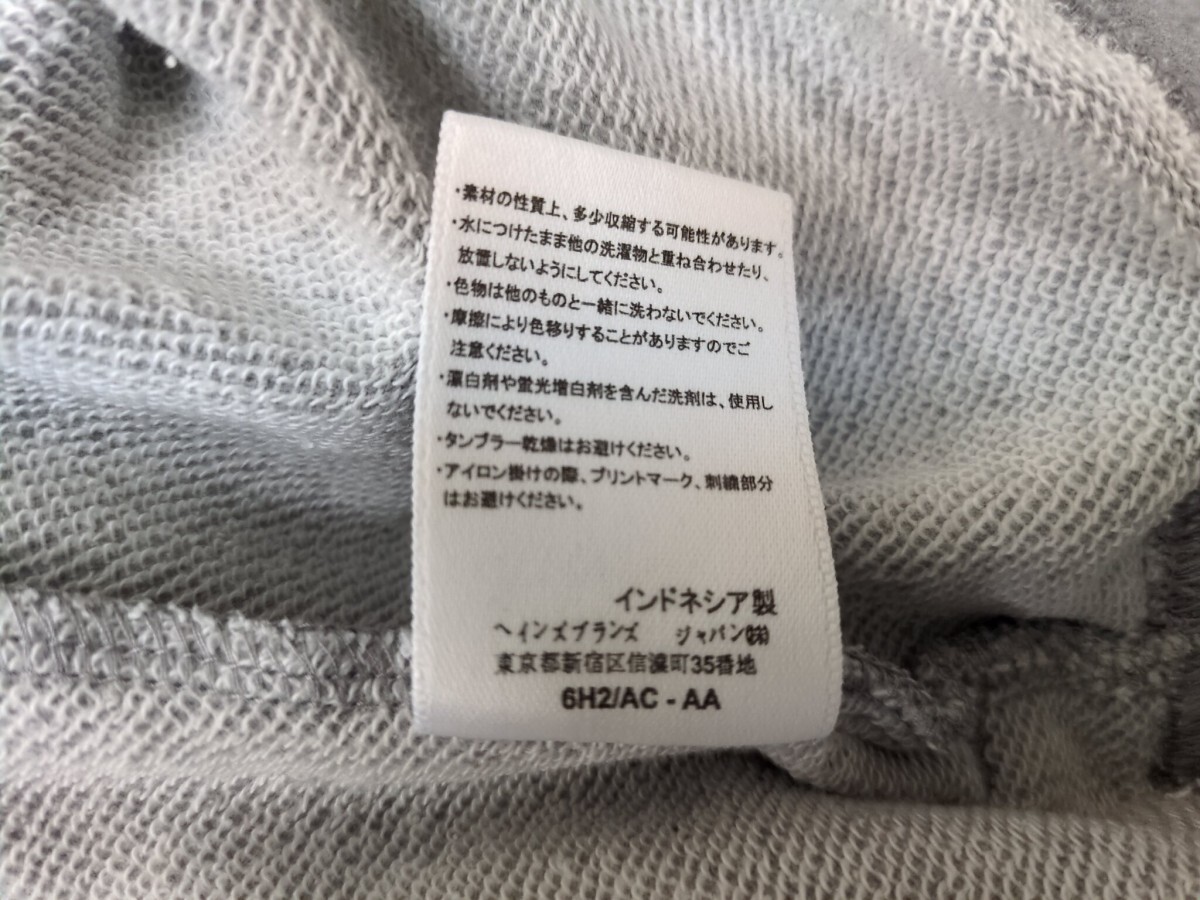 ・素材の性質上、多少収縮する可能性があります。
・水につけたまま他の洗濯物と重ね合わせたり、
放置しないようにしてください。
・色物は他のものと一緒に洗わないでください。
・摩擦により色移りすることがありますのでご
注意ください。
・漂白剤や蛍光増白剤を含んだ洗剤は、使用し
ないでください。
・タンブラー乾燥はお避けください。
・アイロン掛けの際、プリントマーク、刺繍部分
はお避けください。
インドネシア製
ヘインズブランズ ジャパン㈱
東京都新宿区信濃町35番地
6H2/AC - AA